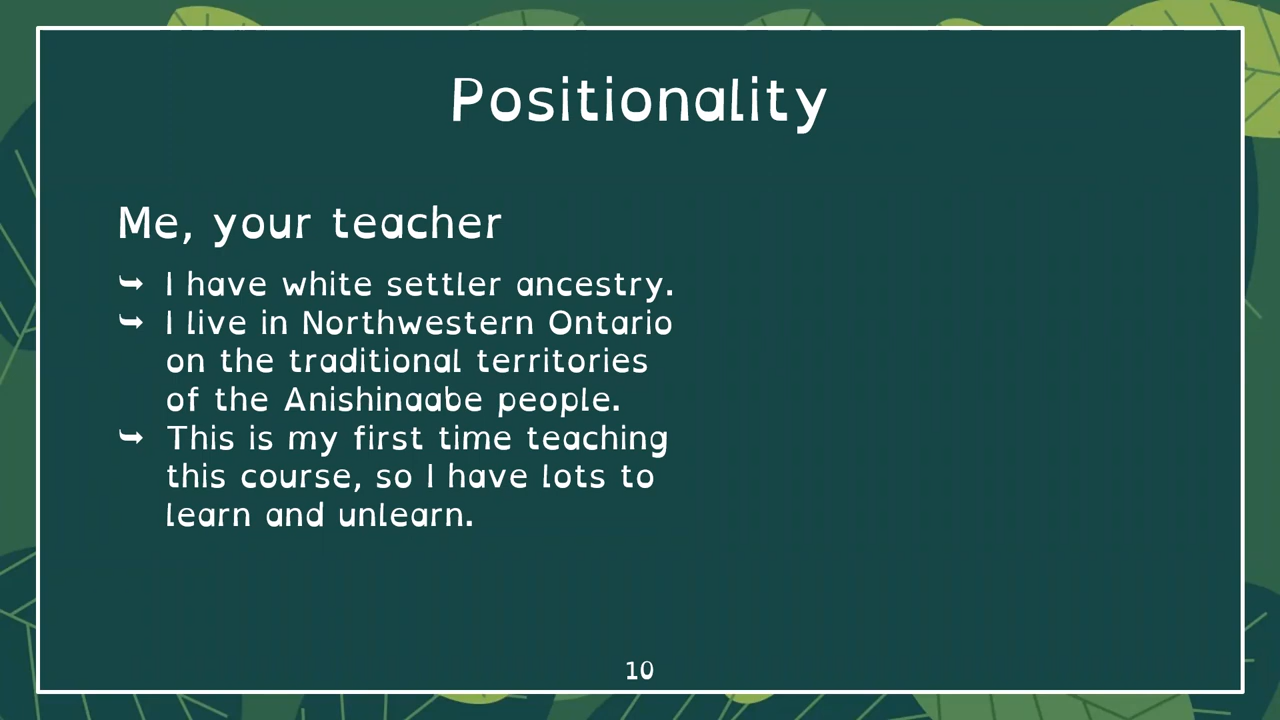 Positionality
Me, your teacher
⮩ I have white settler ancestry.
⮩ I live in Northwestern Ontario
on the traditional territories
of the Anishinaabe people.
⮩ This is my first time teaching
this course, so I have lots to
learn and unlearn.
10